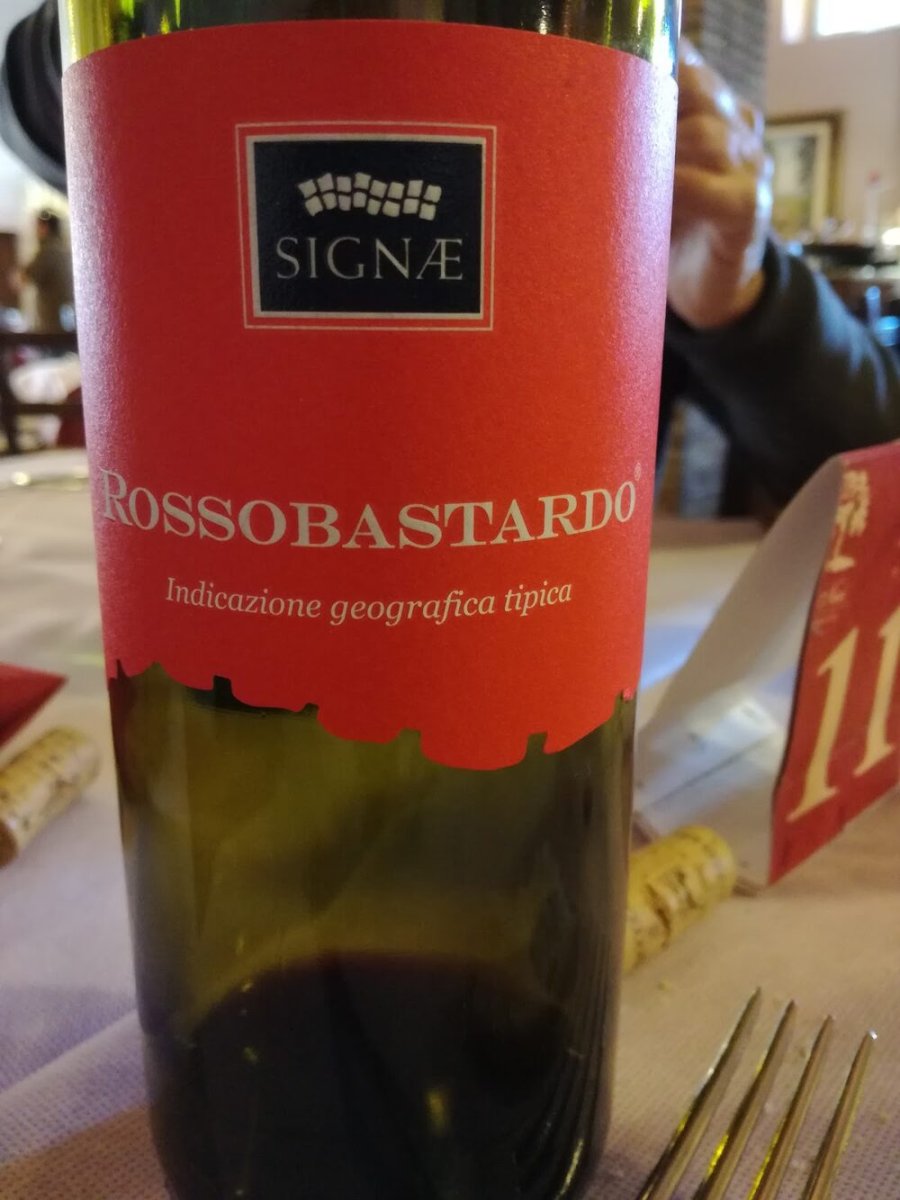 SIGNÆ
ROSSOBASTARDO®
Indicazione geografica tipica
11